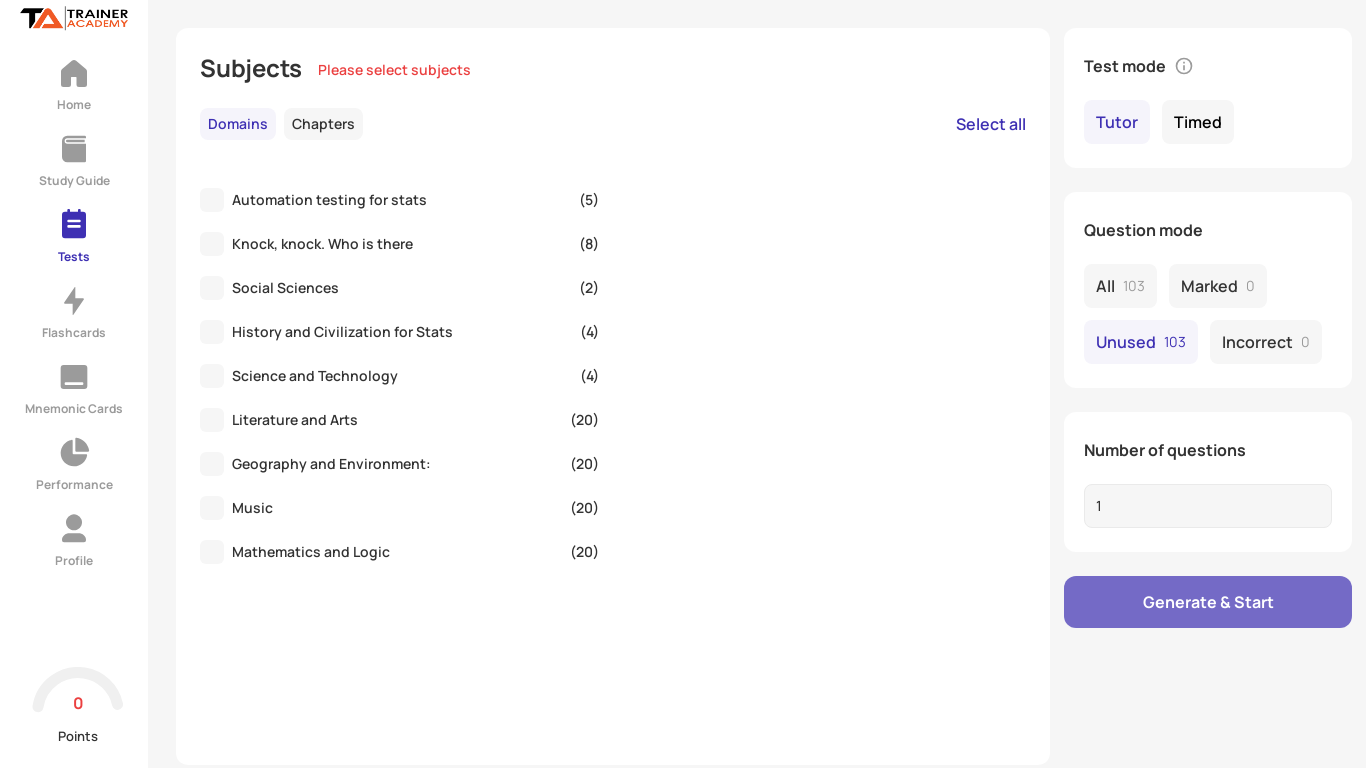 TRAINER
ACADEMY
Home
Study Guide
Tests
Flashcards
Mnemonic Cards
Performance
Profile
0
Points
Subjects Please select subjects
Domains Chapters Select all
Automation testing for stats (5)
Knock, knock. Who is there (8)
Social Sciences (2)
History and Civilization for Stats (4)
Science and Technology (4)
Literature and Arts (20)
Geography and Environment: (20)
Music (20)
Mathematics and Logic (20)
Test mode
Tutor Timed
Question mode
All 103 Marked 0
Unused 103 Incorrect 0
Number of questions
1
Generate & Start